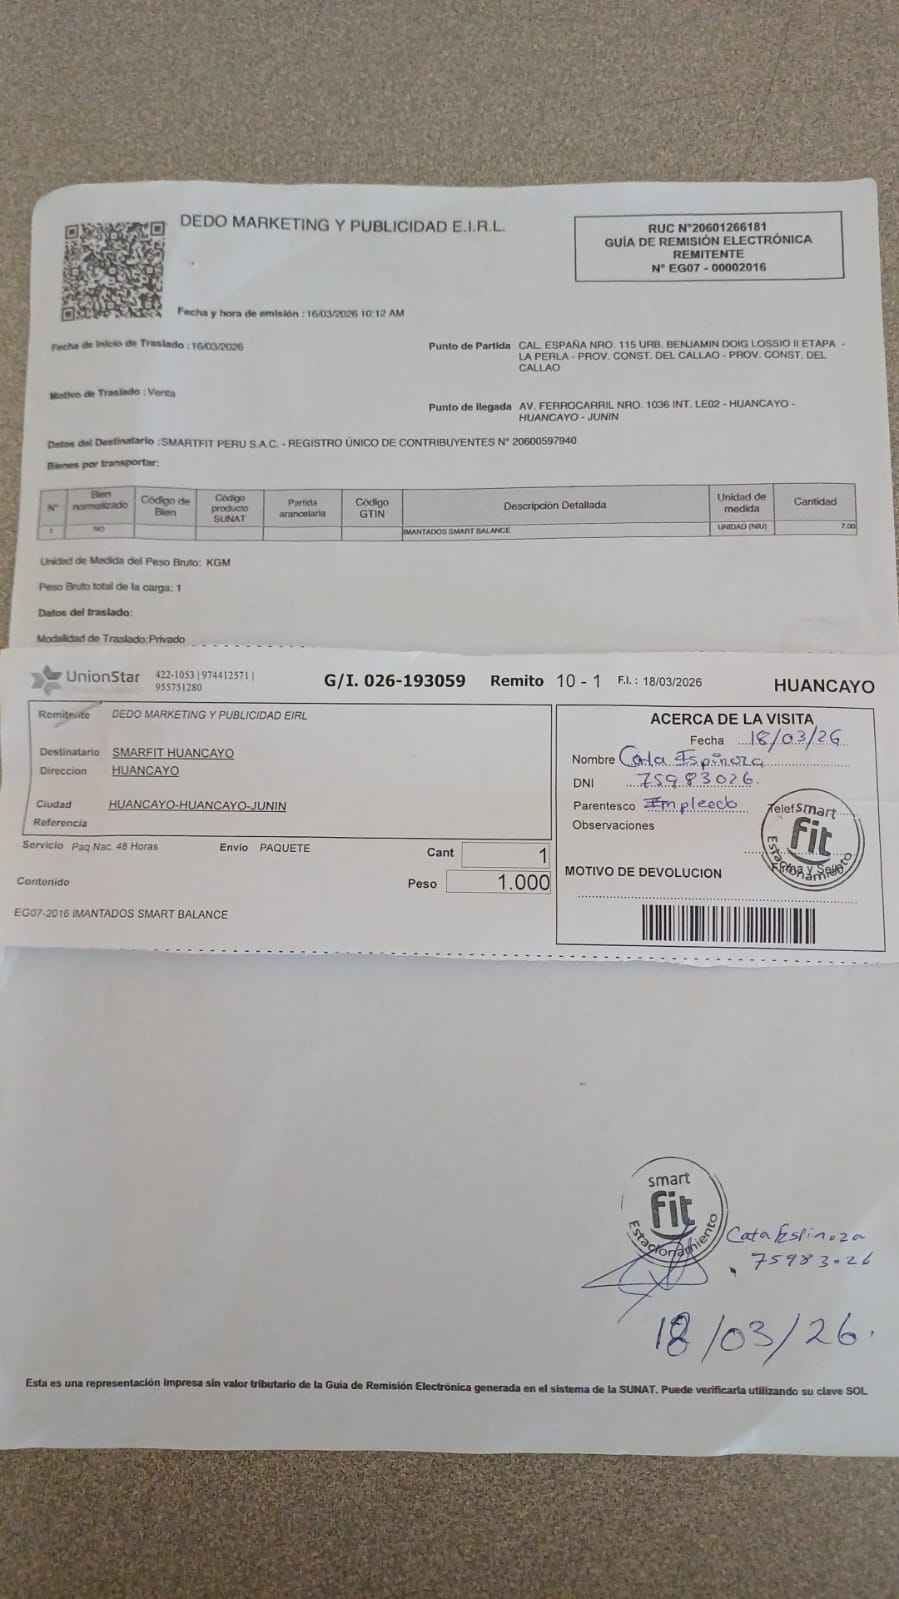 DEDO MARKETING Y PUBLICIDAD E.I.R.L.
RUC N°20601266181
GUÍA DE REMISIÓN ELECTRÓNICA
REMITENTE
N° EG07 - 00002016
Fecha y hora de emisión : 16/03/2026 10:12 AM
Fecha de Inicio de Traslado : 16/03/2026
Punto de Partida CAL. ESPAÑA NRO. 115 URB. BENJAMIN DOIG LOSSIO II ETAPA -
LA PERLA - PROV. CONST. DEL CALLAO - PROV. CONST. DEL
CALLAO
Motivo de Traslado : Venta
Punto de llegada AV. FERROCARRIL NRO. 1036 INT. LE02 - HUANCAYO -
HUANCAYO - JUNIN
Datos del Destinatario :SMARTFIT PERU S.A.C. - REGISTRO ÚNICO DE CONTRIBUYENTES N° 20600597940
Bienes por transportar:
N° Bien normalizado Código de Bien Código producto SUNAT Partida arancelaria Código GTIN Descripción Detallada Unidad de medida Cantidad
1 NO IMANTADOS SMART BALANCE UNIDAD (NIU) 7.00
Unidad de Medida del Peso Bruto: KGM
Peso Bruto total de la carga: 1
Datos del traslado:
Modalidad de Traslado:Privado
UnionStar 422-1053 | 974412571 |
955751280
G/I. 026-193059 Remito 10 - 1 F.I. : 18/03/2026 HUANCAYO
Remitente DEDO MARKETING Y PUBLICIDAD EIRL
Destinatario SMARFIT HUANCAYO
Direccion HUANCAYO
Ciudad HUANCAYO-HUANCAYO-JUNIN
Referencia
Servicio Paq Nac. 48 Horas Envío PAQUETE Cant 1
Contenido Peso 1.000
EG07-2016 IMANTADOS SMART BALANCE
ACERCA DE LA VISITA
Fecha 18/03/26
Nombre Cata Espinoza
DNI 75983026.
Parentesco Empleado Telef
Observaciones
smart
fit
Estacionamiento
Firma y Sello
MOTIVO DE DEVOLUCION
smart
fit
Estacionamiento
Cata Espinoza
75983026
18/03/26.
Esta es una representación impresa sin valor tributario de la Guía de Remisión Electrónica generada en el sistema de la SUNAT. Puede verificarla utilizando su clave SOL